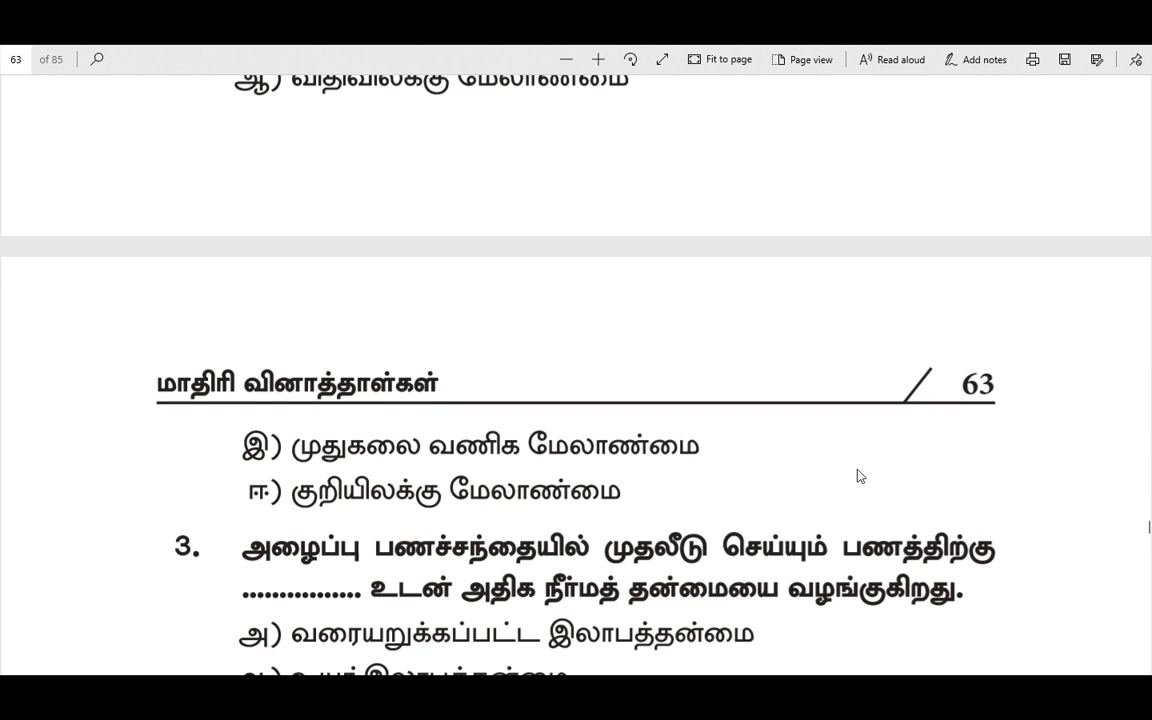 63 of 85 Fit to page Page view Read aloud Add notes
ஆ) விதிவிலக்கு மேலாண்மை
மாதிரி வினாத்தாள்கள் / 63
இ) முதுகலை வணிக மேலாண்மை
ஈ) குறியிலக்கு மேலாண்மை
3. அழைப்பு பணச்சந்தையில் முதலீடு செய்யும் பணத்திற்கு
................ உடன் அதிக நீர்மத் தன்மையை வழங்குகிறது.
அ) வரையறுக்கப்பட்ட இலாபத்தன்மை